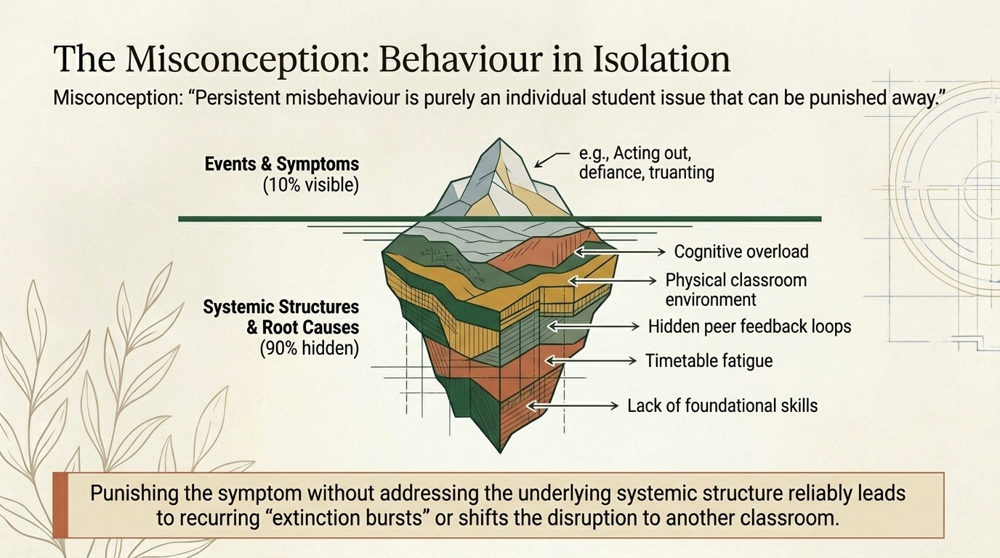 The Misconception: Behaviour in Isolation
Misconception: “Persistent misbehaviour is purely an individual student issue that can be punished away.”
Events & Symptoms
(10% visible)
e.g., Acting out,
defiance, truanting
Cognitive overload
Physical classroom
environment
Systemic Structures
& Root Causes
(90% hidden)
Hidden peer feedback loops
Timetable fatigue
Lack of foundational skills
Punishing the symptom without addressing the underlying systemic structure reliably leads
to recurring “extinction bursts” or shifts the disruption to another classroom.